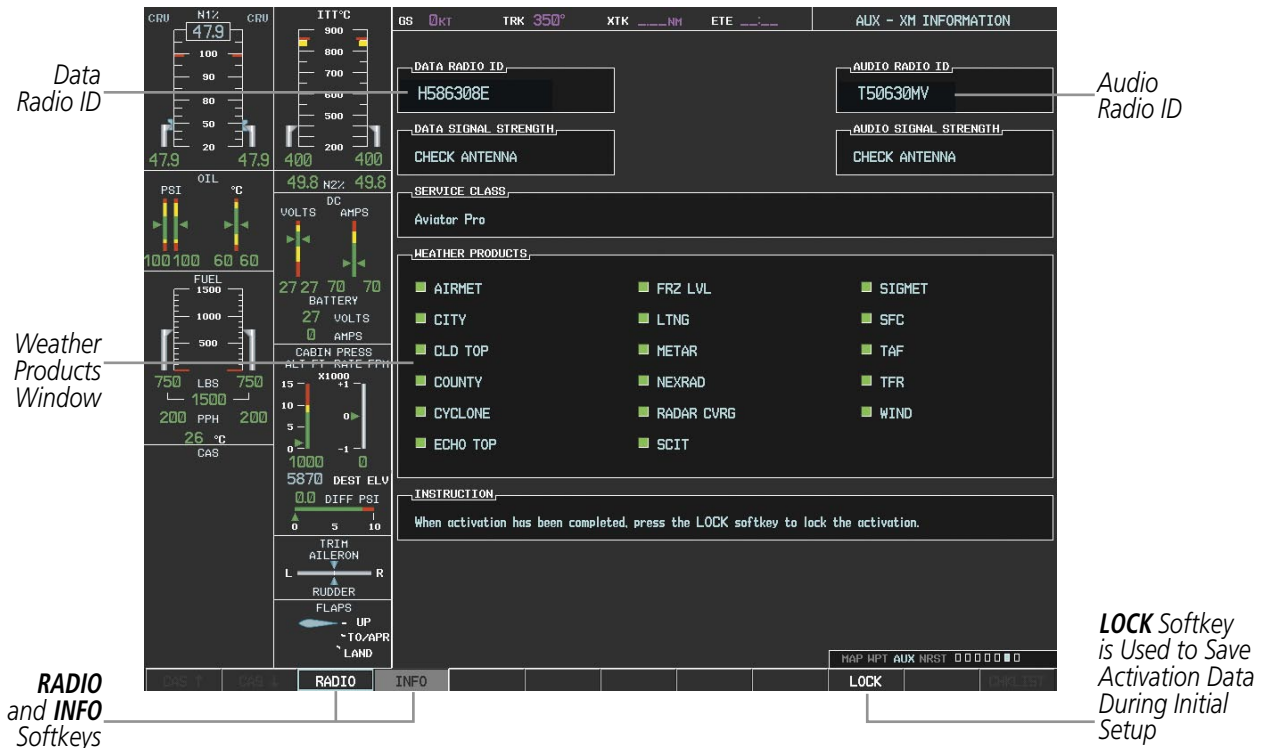 CRU N1% CRU
47.9
100
90
80
50
20
47.9 47.9
ITT°C
900
800
700
600
500
200
400 400
49.8 N2% 49.8
OIL
PSI °C
100 100 60 60
DC
VOLTS AMPS
27 27 70 70
BATTERY
27 VOLTS
0 AMPS
FUEL
1500
1000
500
750 LBS 750
1500
200 PPH 200
26 °C
CAS
CABIN PRESS
ALT FT RATE FPM
X1000
15 +1
10
5 0
0 -1
1000 0
5870 DEST ELV
0.0 DIFF PSI
0 5 10
TRIM
AILERON
L R
RUDDER
FLAPS
UP
TO/APR
LAND
GS 0KT TRK 350° XTK __.__NM ETE __:__ AUX - XM INFORMATION
DATA RADIO ID
H586308E
AUDIO RADIO ID
T50630MV
DATA SIGNAL STRENGTH
CHECK ANTENNA
AUDIO SIGNAL STRENGTH
CHECK ANTENNA
SERVICE CLASS
Aviator Pro
WEATHER PRODUCTS
AIRMET FRZ LVL SIGMET
CITY LTNG SFC
CLD TOP METAR TAF
COUNTY NEXRAD TFR
CYCLONE RADAR CVRG WIND
ECHO TOP SCIT
INSTRUCTION
When activation has been completed, press the LOCK softkey to lock the activation.
MAP WPT AUX NRST
CAS ↑ CAS ↓ RADIO INFO LOCK CHKLIST
Data
Radio ID
Audio
Radio ID
Weather
Products
Window
RADIO
and INFO
Softkeys
LOCK Softkey
is Used to Save
Activation Data
During Initial
Setup